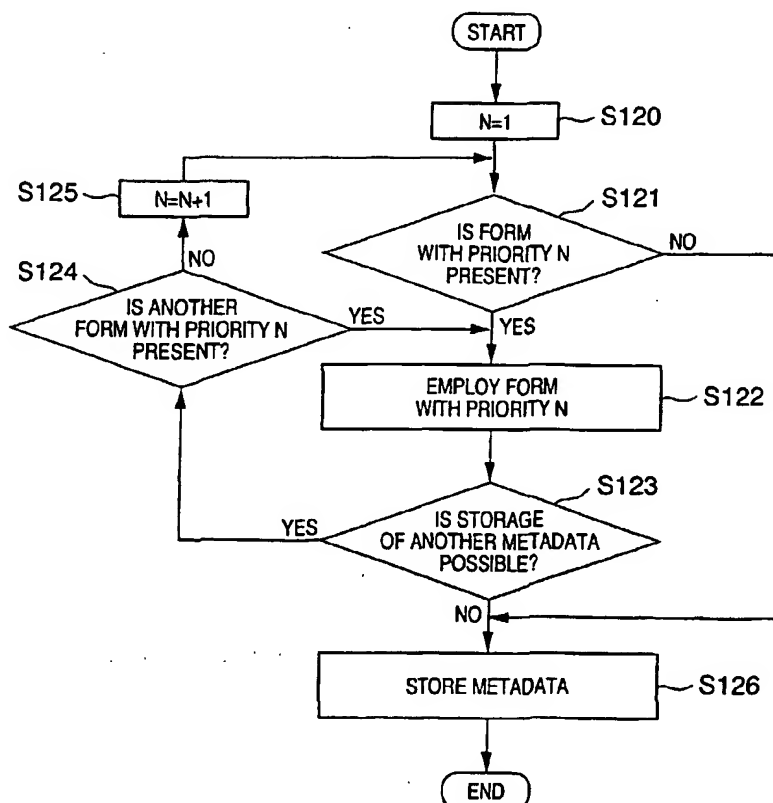 START
N=1
S120
S125
N=N+1
S121
IS FORM
WITH PRIORITY N
PRESENT?
NO
S124
NO
IS ANOTHER
FORM WITH PRIORITY N
PRESENT?
YES
YES
EMPLOY FORM
WITH PRIORITY N
S122
S123
YES
IS STORAGE
OF ANOTHER METADATA
POSSIBLE?
NO
STORE METADATA
S126
END